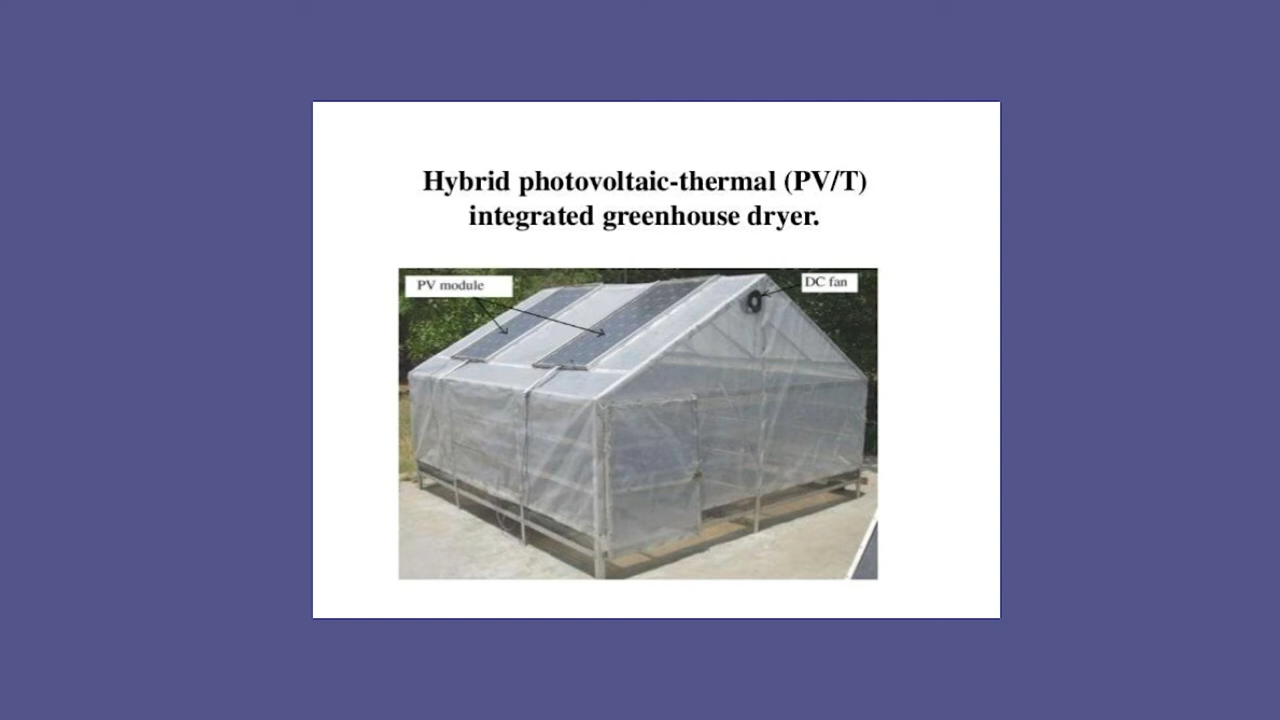 Hybrid photovoltaic-thermal (PV/T)
integrated greenhouse dryer.
PV module
DC fan